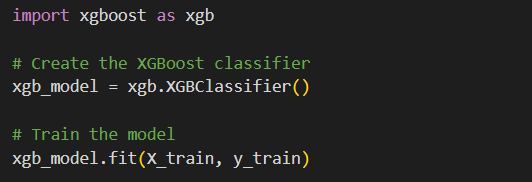 import xgboost as xgb
# Create the XGBoost classifier
xgb_model = xgb.XGBClassifier()
# Train the model
xgb_model.fit(X_train, y_train)